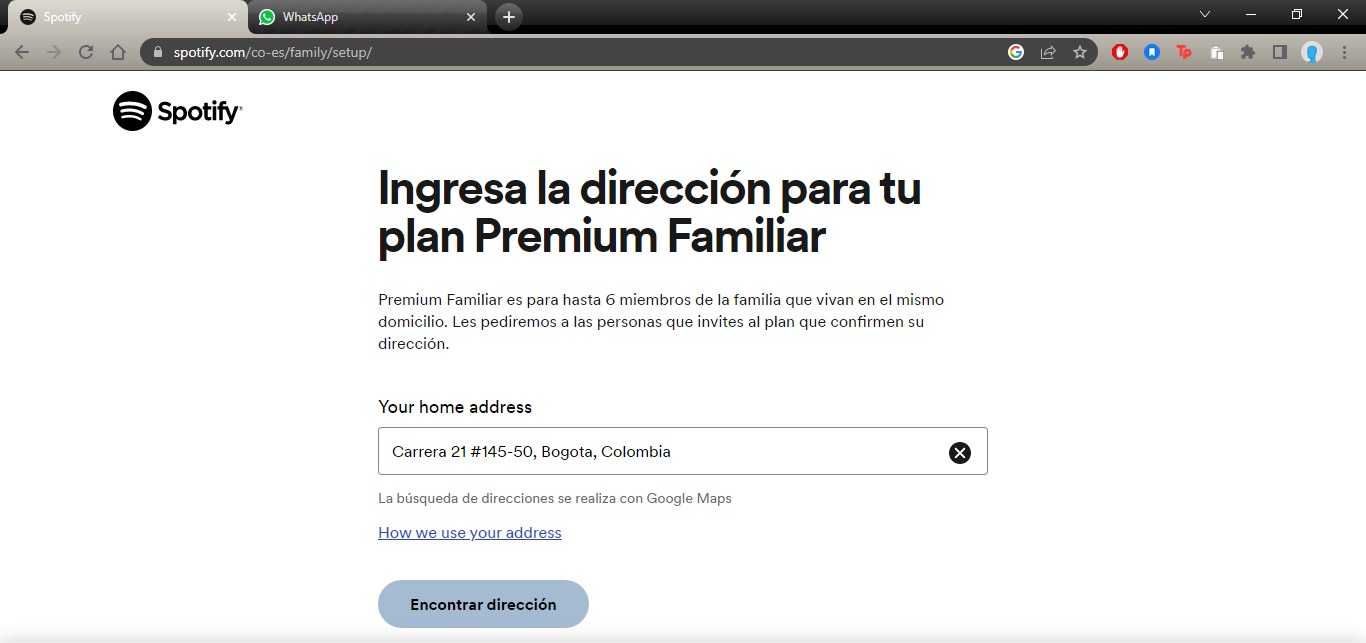 Spotify
WhatsApp
spotify.com/co-es/family/setup/
Spotify
Ingresa la dirección para tu
plan Premium Familiar
Premium Familiar es para hasta 6 miembros de la familia que vivan en el mismo
domicilio. Les pediremos a las personas que invites al plan que confirmen su
dirección.
Your home address
Carrera 21 #145-50, Bogota, Colombia
La búsqueda de direcciones se realiza con Google Maps
How we use your address
Encontrar dirección